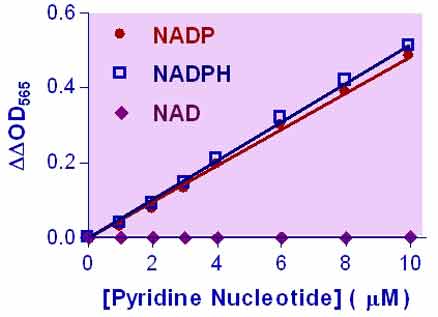 0.6
NADP
NADPH
NAD
0.4
0.2
0.0
ΔΔOD565
0 2 4 6 8 10
[Pyridine Nucleotide] ( μM)